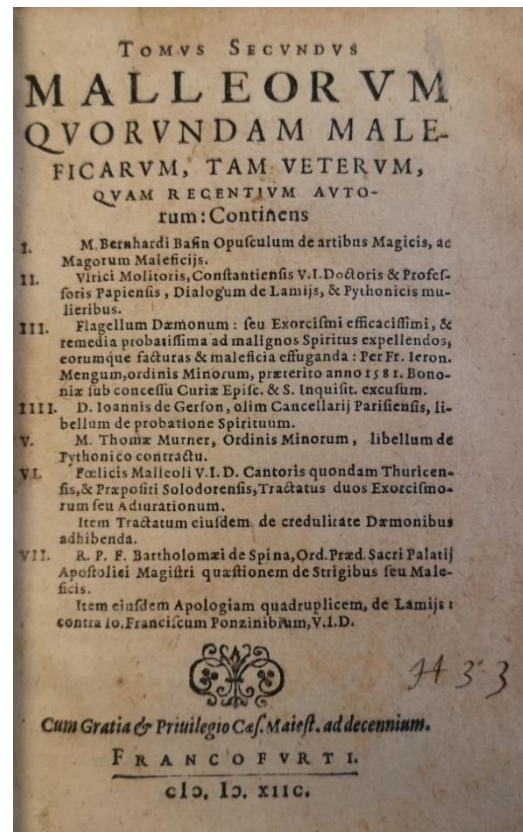 TOMVS SECVNDVS
MALLEORVM
QVORVNDAM MALE-
FICARVM, TAM VETERVM,
QVAM RECENTIVM AVTO-
rum: Continens
I. M. Bernhardi Basin Opuſculum de artibus Magicis, ac
Magorum Maleficijs.
II. Vlrici Molitoris, Conſtantienſis V.I. Doctoris & Profeſ-
ſoris Papienſis, Dialogum de Lamijs, & Pythonicis mu-
lieribus.
III. Flagellum Dæmonum: ſeu Exorciſmi efficaciſſimi, &
remedia probatiſſima ad malignos Spiritus expellendos,
eorumque facturas & maleficia effuganda: Per Fr. Ieron.
Mengum, ordinis Minorum, præterito anno 1581. Bono-
niæ ſub conceſſu Curiæ Epiſc. & S. Inquiſit. excuſum.
IIII. D. Ioannis de Gerſon, olim Cancellarij Pariſienſis, li-
bellum de probatione Spirituum.
V. M. Thomæ Murner, Ordinis Minorum, libellum de
Pythonico contractu.
VI. Fœlicis Malleoli V.I.D. Cantoris quondam Thuricen-
ſis, & Præpoſiti Solodorenſis, Tractatus duos Exorciſmo-
rum ſeu Adiurationum.
Item Tractatum eiuſdem de credulitate Dæmonibus
adhibenda.
VII. R. P. F. Bartholomæi de Spina, Ord. Præd. Sacri Palatij
Apoſtolici Magiſtri quæſtionem de Strigibus ſeu Male-
ficis.
Item eiuſdem Apologiam quadruplicem, de Lamijs:
contra Io. Franciſcum Ponzinibium, V.I.D.
H 3·3
Cum Gratia & Priuilegio Cæſ. Maieſt. ad decennium.
FRANCOFVRTI.
cIɔ. Iɔ. XIIC.